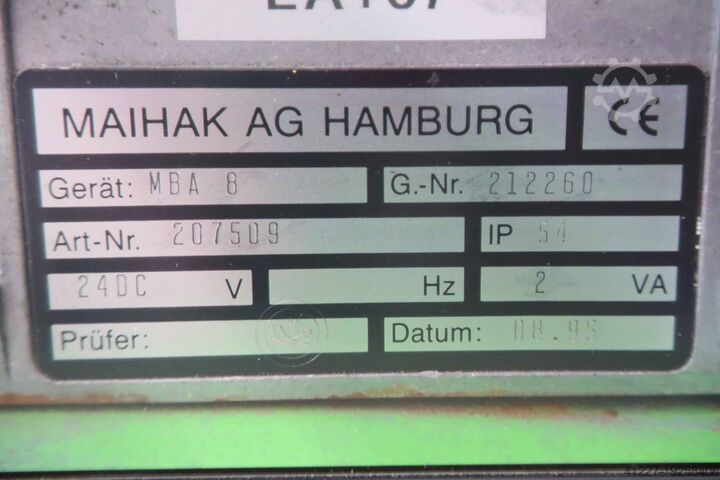 MAIHAK AG HAMBURG CE
Gerät: MBA 8 G.-Nr. 212260
Art-Nr. 207509 IP 54
24DC V Hz 2 VA
Prüfer: Datum: 08.95